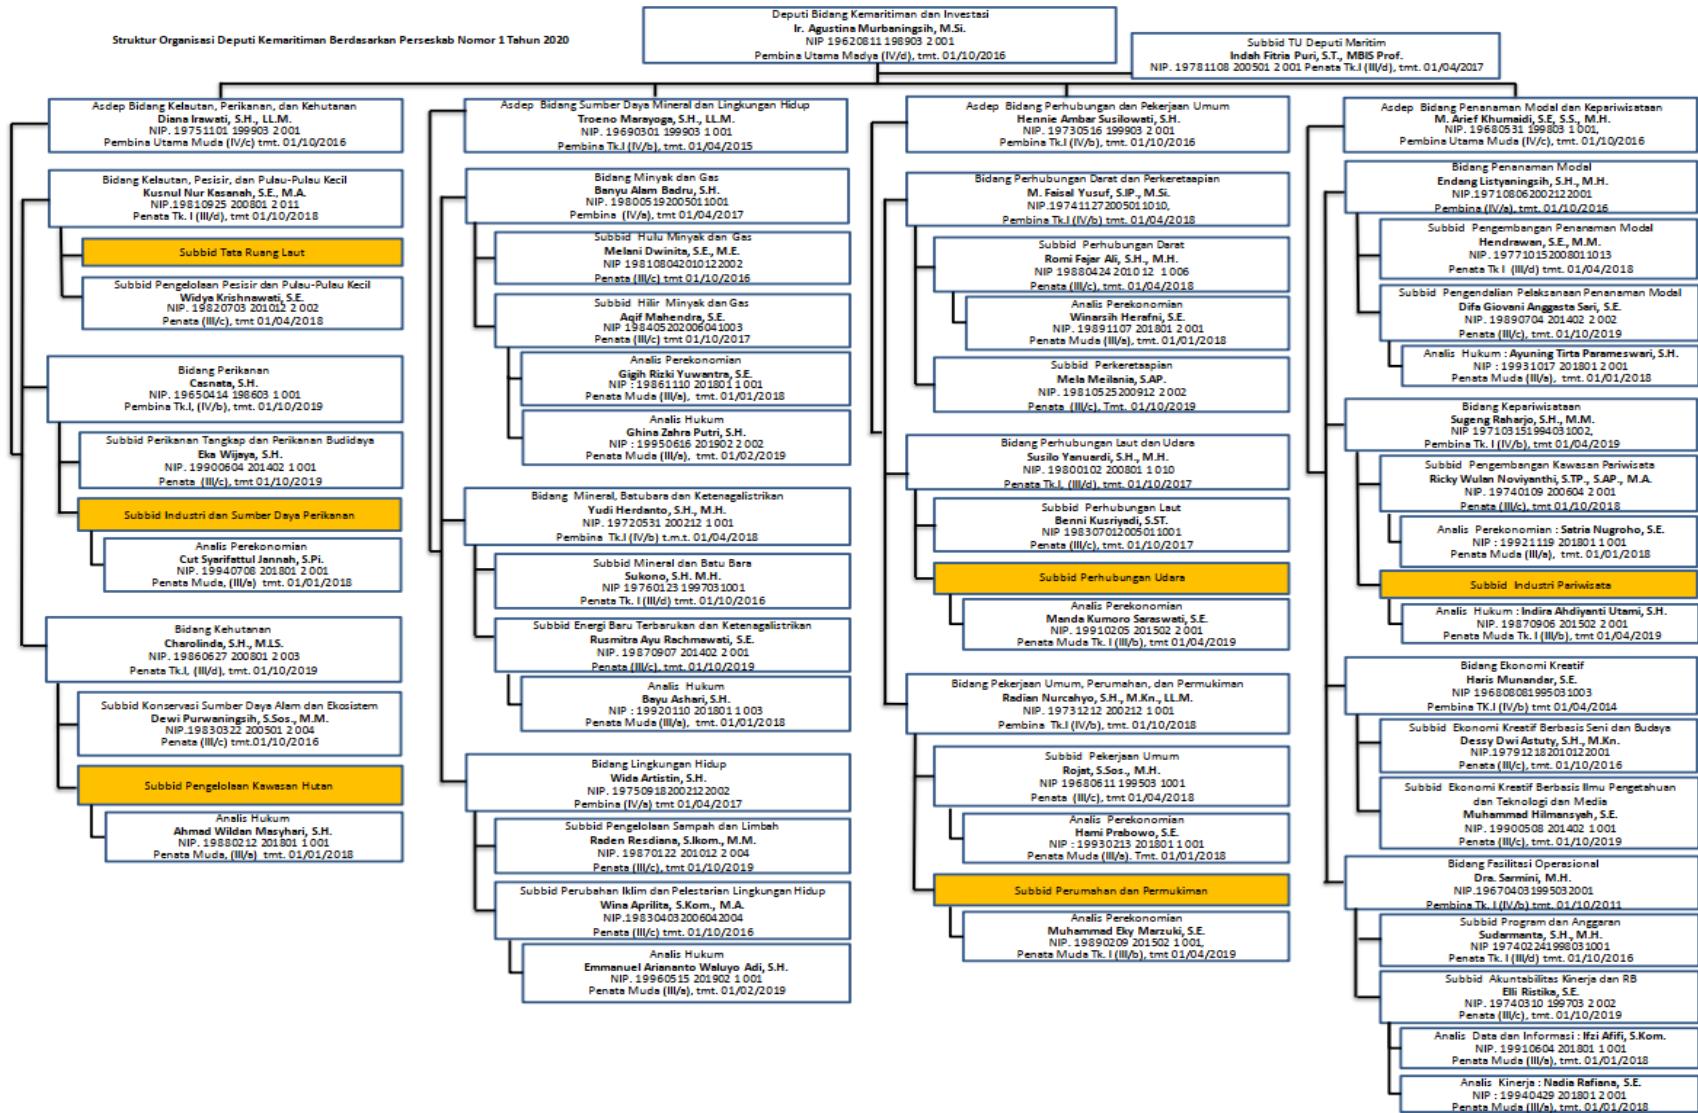 Struktur Organisasi Deputi Kemaritiman Berdasarkan Perseskab Nomor 1 Tahun 2020
Deputi Bidang Kemaritiman dan Investasi
Ir. Agustina Murbaningsih, M.Si.
NIP 19620811 198903 2 001
Pembina Utama Madya (IV/d), tmt. 01/10/2016
Subbid TU Deputi Maritim
Indah Fitria Puri, S.T., MBIS Prof.
NIP. 19781108 200501 2 001 Penata Tk.I (III/d), tmt. 01/04/2017
Asdep Bidang Kelautan, Perikanan, dan Kehutanan
Diana Irawati, S.H., LL.M.
NIP. 19751101 199903 2 001
Pembina Utama Muda (IV/c) tmt. 01/10/2016
Bidang Kelautan, Pesisir, dan Pulau-Pulau Kecil
Kusnul Nur Kasanah, S.E., M.A.
NIP.19810925 200801 2 011
Penata Tk. I (III/d), tmt 01/10/2018
Subbid Tata Ruang Laut
Subbid Pengelolaan Pesisir dan Pulau-Pulau Kecil
Widya Krishnawati, S.E.
NIP. 19820703 201012 2 002
Penata (III/c), tmt 01/04/2018
Bidang Perikanan
Casnata, S.H.
NIP. 19650414 198603 1 001
Pembina Tk.I, (IV/b), tmt. 01/10/2019
Subbid Perikanan Tangkap dan Perikanan Budidaya
Eka Wijaya, S.H.
NIP. 19900604 201402 1 001
Penata (III/c), tmt 01/10/2019
Subbid Industri dan Sumber Daya Perikanan
Analis Perekonomian
Cut Syarifattul Jannah, S.Pi.
NIP. 19940708 201801 2 001
Penata Muda, (III/a) tmt. 01/01/2018
Bidang Kehutanan
Charolinda, S.H., M.I.S.
NIP. 19860627 200801 2 003
Penata Tk.I, (III/d), tmt. 01/10/2019
Subbid Konservasi Sumber Daya Alam dan Ekosistem
Dewi Purwaningsih, S.Sos., M.M.
NIP.19830322 200501 2 004
Penata (III/c) tmt.01/10/2016
Subbid Pengelolaan Kawasan Hutan
Analis Hukum
Ahmad Wildan Masyhari, S.H.
NIP. 19880212 201801 1 001
Penata Muda, (III/a) tmt. 01/01/2018
Asdep Bidang Sumber Daya Mineral dan Lingkungan Hidup
Troeno Marayoga, S.H., LL.M.
NIP. 19690301 199903 1 001
Pembina Tk.I (IV/b), tmt. 01/04/2015
Bidang Minyak dan Gas
Banyu Alam Badru, S.H.
NIP. 198005192005011001
Pembina (IV/a), tmt 01/04/2017
Subbid Hulu Minyak dan Gas
Melani Dwinita, S.E., M.E.
NIP 198108042010122002
Penata (III/c) tmt 01/10/2016
Subbid Hilir Minyak dan Gas
Aqif Mahendra, S.E.
NIP 198405202006041003
Penata (III/c) tmt 01/10/2017
Analis Perekonomian
Gigih Rizki Yuwantra, S.E.
NIP : 19861110 201801 1 001
Penata Muda (III/a), tmt. 01/01/2018
Analis Hukum
Ghina Zahra Putri, S.H.
NIP : 19950616 201902 2 002
Penata Muda (III/a), tmt. 01/02/2019
Bidang Mineral, Batubara dan Ketenagalistrikan
Yudi Herdanto, S.H., M.H.
NIP. 19720531 200212 1 001
Pembina Tk.I (IV/b) t.m.t. 01/04/2018
Subbid Mineral dan Batu Bara
Sukono, S.H. M.H.
NIP 197601231997031001
Penata Tk. I (III/d) tmt. 01/10/2016
Subbid Energi Baru Terbarukan dan Ketenagalistrikan
Rusmitra Ayu Rachmawati, S.E.
NIP. 19870907 201402 2 001
Penata (III/c), tmt. 01/10/2019
Analis Hukum
Bayu Ashari, S.H.
NIP : 19920110 201801 1 003
Penata Muda (III/a), tmt. 01/01/2018
Bidang Lingkungan Hidup
Wida Artistin, S.H.
NIP. 197509182002122002
Pembina (IV/a) tmt 01/04/2017
Subbid Pengelolaan Sampah dan Limbah
Raden Resdiana, S.Ikom., M.M.
NIP. 19870122 201012 2 004
Penata (III/c), tmt 01/10/2019
Subbid Perubahan Iklim dan Pelestarian Lingkungan Hidup
Wina Aprilita, S.Kom., M.A.
NIP.198304032006042004
Penata (III/c) tmt 01/10/2016
Analis Hukum
Emmanuel Ariananto Waluyo Adi, S.H.
NIP. 19960515 201902 1 001
Penata Muda (III/a), tmt. 01/02/2019
Asdep Bidang Perhubungan dan Pekerjaan Umum
Hennie Ambar Susilowati, S.H.
NIP. 19730516 199903 2 001
Pembina Tk.I (IV/b), tmt. 01/10/2016
Bidang Perhubungan Darat dan Perkeretaapian
M. Faisal Yusuf, S.IP., M.Si.
NIP.197411272005011010,
Pembina Tk.I (IV/b) tmt. 01/04/2018
Subbid Perhubungan Darat
Romi Fajar Ali, S.H., M.H.
NIP 19880424 2010 12 1 006
Penata (III/c), tmt 01/04/2018
Analis Perekonomian
Winarsih Herafni, S.E.
NIP. 19891107 201801 2 001
Penata Muda (III/a), tmt. 01/01/2018
Subbid Perkeretaapian
Mela Meilania, S.AP.
NIP. 19810525200912 2 002
Penata (III/c), Tmt. 01/10/2019
Bidang Perhubungan Laut dan Udara
Susilo Yanuardi, S.H., M.H.
NIP. 19800102 200801 1 010
Penata Tk.I, (III/d), tmt. 01/10/2017
Subbid Perhubungan Laut
Benni Kusriyadi, S.ST.
NIP 198307012005011001
Penata (III/c), tmt. 01/10/2017
Subbid Perhubungan Udara
Analis Perekonomian
Manda Kumoro Saraswati, S.E.
NIP. 19910205 201502 2 001
Penata Muda Tk. I (III/b), tmt 01/04/2019
Bidang Pekerjaan Umum, Perumahan, dan Permukiman
Radian Nurcahyo, S.H., M.Kn., LL.M.
NIP. 19731212 200212 1 001
Pembina Tk.I (IV/b), tmt. 01/10/2018
Subbid Pekerjaan Umum
Rojat, S.Sos., M.H.
NIP 19680611 199503 1001
Penata (III/c), tmt 01/04/2018
Analis Perekonomian
Hami Prabowo, S.E.
NIP : 19930213 201801 1 001
Penata Muda (III/a). Tmt. 01/01/2018
Subbid Perumahan dan Permukiman
Analis Perekonomian
Muhammad Eky Marzuki, S.E.
NIP. 19890209 201502 1 001,
Penata Muda Tk. I (III/b), tmt 01/04/2019
Asdep Bidang Penanaman Modal dan Kepariwisataan
M. Arief Khumaidi, S.E, S.S., M.H.
NIP. 19680531 199803 1 001,
Pembina Utama Muda (IV/c), tmt. 01/10/2016
Bidang Penanaman Modal
Endang Listyaningsih, S.H., M.H.
NIP.197108062002122001
Pembina (IV/a), tmt. 01/10/2016
Subbid Pengembangan Penanaman Modal
Hendrawan, S.E., M.M.
NIP. 197710152008011013
Penata Tk I (III/d) tmt. 01/04/2018
Subbid Pengendalian Pelaksanaan Penanaman Modal
Difa Giovani Anggasta Sari, S.E.
NIP. 19890704 201402 2 002
Penata (III/c), tmt. 01/10/2019
Analis Hukum : Ayuning Tirta Parameswari, S.H.
NIP : 19931017 201801 2 001
Penata Muda (III/a), tmt. 01/01/2018
Bidang Kepariwisataan
Sugeng Raharjo, S.H., M.M.
NIP 197103151994031002,
Pembina Tk. I (IV/b), tmt 01/04/2019
Subbid Pengembangan Kawasan Pariwisata
Ricky Wulan Noviyanthi, S.TP., S.AP., M.A.
NIP. 19740109 200604 2 001
Penata (III/c), tmt 01/10/2018
Analis Perekonomian : Satria Nugroho, S.E.
NIP : 19921119 201801 1 001
Penata Muda (III/a), tmt. 01/01/2018
Subbid Industri Pariwisata
Analis Hukum : Indira Ahdiyanti Utami, S.H.
NIP. 19870906 201502 2 001
Penata Muda Tk. I (III/b), tmt 01/04/2019
Bidang Ekonomi Kreatif
Haris Munandar, S.E.
NIP 196808081995031003
Pembina TK.I (IV/b) tmt 01/04/2014
Subbid Ekonomi Kreatif Berbasis Seni dan Budaya
Dessy Dwi Astuty, S.H., M.Kn.
NIP.197912182010122001
Penata (III/c), tmt. 01/10/2016
Subbid Ekonomi Kreatif Berbasis Ilmu Pengetahuan
dan Teknologi dan Media
Muhammad Hilmansyah, S.E.
NIP. 19900508 201402 1 001
Penata (III/c), tmt. 01/10/2019
Bidang Fasilitasi Operasional
Dra. Sarmini, M.H.
NIP.196704031995032001
Pembina Tk. I (IV/b) tmt. 01/10/2011
Subbid Program dan Anggaran
Sudarmanta, S.H., M.H.
NIP 197402241998031001
Penata Tk.I (III/d) tmt. 01/10/2016
Subbid Akuntabilitas Kinerja dan RB
Elli Ristika, S.E.
NIP. 19740310 199703 2 002
Penata (III/c), tmt. 01/10/2019
Analis Data dan Informasi : Ifzi Afifi, S.Kom.
NIP. 19910604 201801 1 001
Penata Muda (III/a), tmt. 01/01/2018
Analis Kinerja : Nadia Rafiana, S.E.
NIP : 19940429 201801 2 001
Penata Muda (III/a), tmt. 01/01/2018